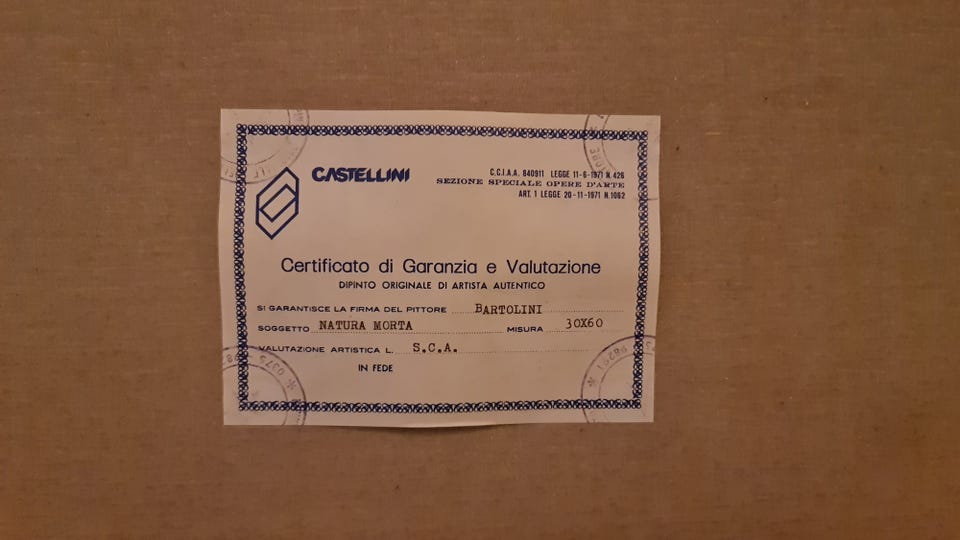 CASTELLINI
C.C.I.A.A. 840911 LEGGE 11-6-1971 N.426
SEZIONE SPECIALE OPERE D'ARTE
ART. 1 LEGGE 20-11-1971 N.1062
Certificato di Garanzia e Valutazione
DIPINTO ORIGINALE DI ARTISTA AUTENTICO
SI GARANTISCE LA FIRMA DEL PITTORE BARTOLINI
SOGGETTO NATURA MORTA MISURA 30X60
VALUTAZIONE ARTISTICA L. S.C.A.
IN FEDE